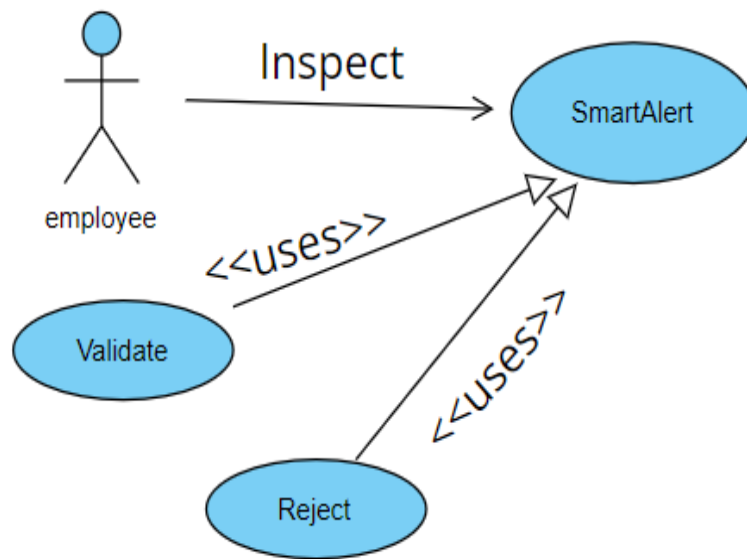 Inspect
SmartAlert
employee
<<uses>>
Validate
<<uses>>
Reject